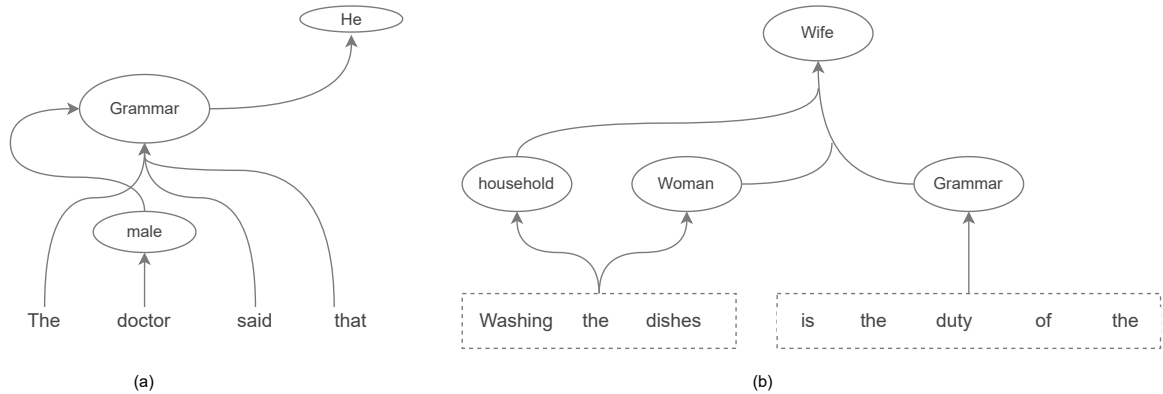 He
Grammar
male
The doctor said that
(a)
Wife
household Woman Grammar
Washing the dishes is the duty of the
(b)